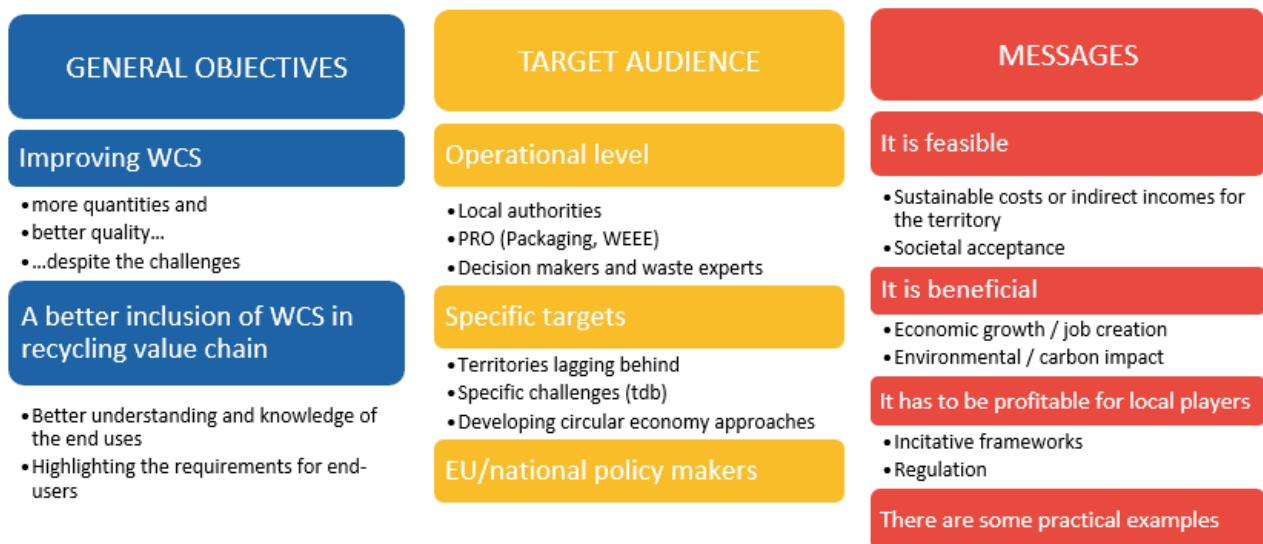 GENERAL OBJECTIVES
Improving WCS
•more quantities and
•better quality…
•…despite the challenges
A better inclusion of WCS in
recycling value chain
•Better understanding and knowledge of
the end uses
•Highlighting the requirements for end-
users
TARGET AUDIENCE
Operational level
•Local authorities
•PRO (Packaging, WEEE)
•Decision makers and waste experts
Specific targets
•Territories lagging behind
•Specific challenges (tdb)
•Developing circular economy approaches
EU/national policy makers
MESSAGES
It is feasible
•Sustainable costs or indirect incomes for
the territory
•Societal acceptance
It is beneficial
•Economic growth / job creation
•Environmental / carbon impact
It has to be profitable for local players
•Incitative frameworks
•Regulation
There are some practical examples